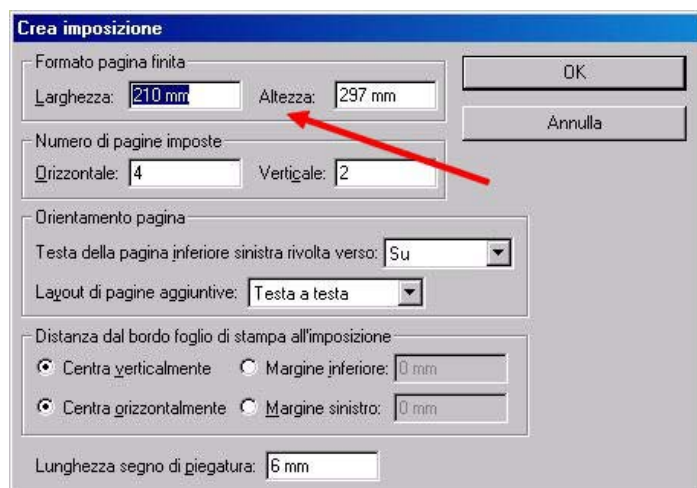 Crea imposizione
Formato pagina finita
Larghezza: 210 mm Altezza: 297 mm
OK
Annulla
Numero di pagine imposte
Orizzontale: 4 Verticale: 2
Orientamento pagina
Testa della pagina inferiore sinistra rivolta verso: Su
Layout di pagine aggiuntive: Testa a testa
Distanza dal bordo foglio di stampa all'imposizione
Centra verticalmente Margine inferiore: 0 mm
Centra orizzontalmente Margine sinistro: 0 mm
Lunghezza segno di piegatura: 6 mm